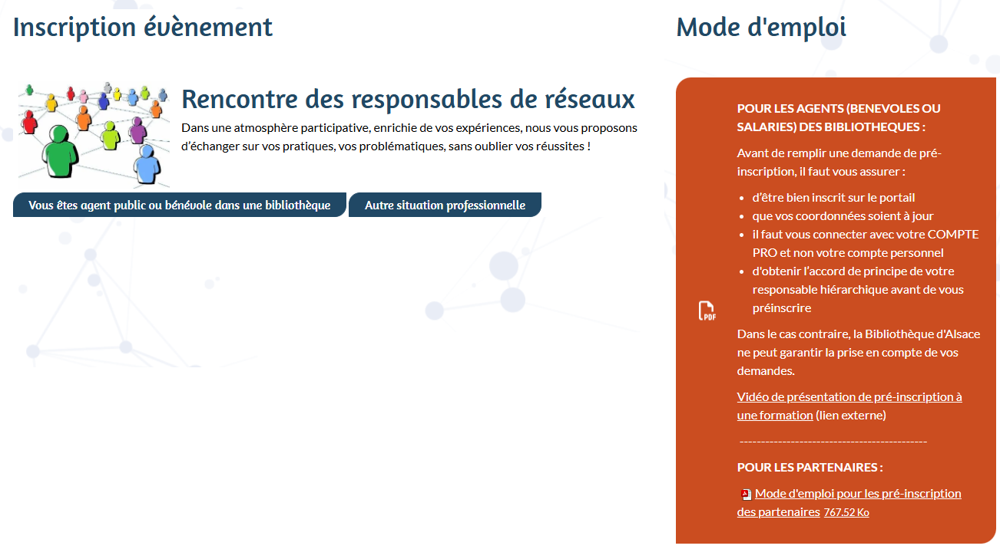 Inscription évènement
Rencontre des responsables de réseaux
Dans une atmosphère participative, enrichie de vos expériences, nous vous proposons
d’échanger sur vos pratiques, vos problématiques, sans oublier vos réussites !
Vous êtes agent public ou bénévole dans une bibliothèque
Autre situation professionnelle
Mode d'emploi
PDF
POUR LES AGENTS (BENEVOLES OU
SALARIES) DES BIBLIOTHEQUES :
Avant de remplir une demande de pré-
inscription, il faut vous assurer :
• d’être bien inscrit sur le portail
• que vos coordonnées soient à jour
• il faut vous connecter avec votre COMPTE
PRO et non votre compte personnel
• d'obtenir l’accord de principe de votre
responsable hiérarchique avant de vous
préinscrire
Dans le cas contraire, la Bibliothèque d'Alsace
ne peut garantir la prise en compte de vos
demandes.
Vidéo de présentation de pré-inscription à
une formation (lien externe)
--------------------------------------------
POUR LES PARTENAIRES :
Mode d'emploi pour les pré-inscription
des partenaires 767.52 Ko